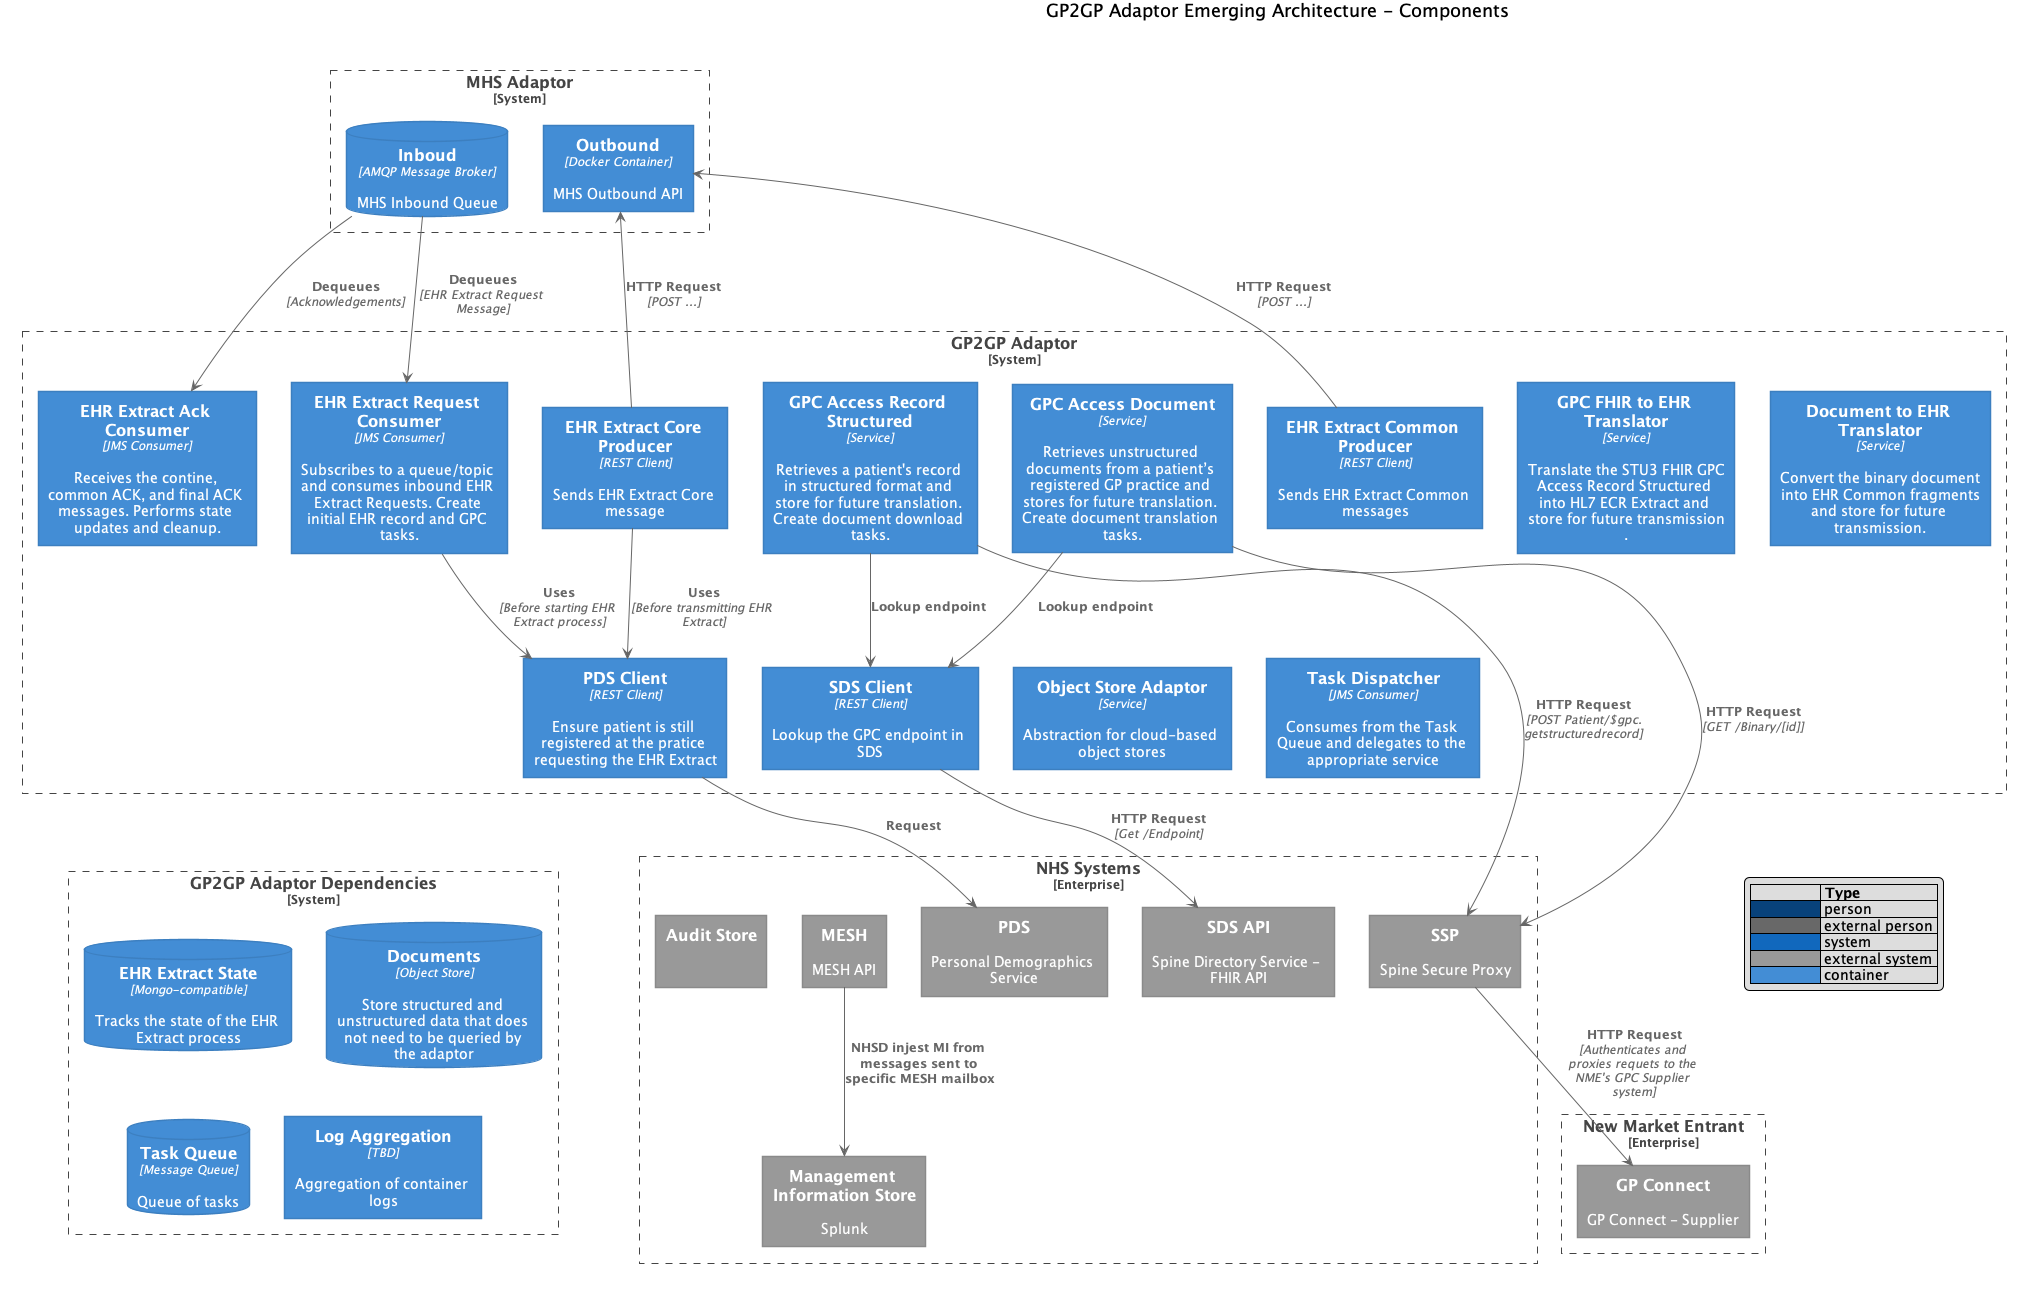 GP2GP Adaptor Emerging Architecture - Components
MHS Adaptor
[System]
Inboud
[AMQP Message Broker]
MHS Inbound Queue
Outbound
[Docker Container]
MHS Outbound API
Dequeues
[Acknowledgements]
Dequeues
[EHR Extract Request
Message]
HTTP Request
[POST ...]
HTTP Request
[POST ...]
GP2GP Adaptor
[System]
EHR Extract Ack
Consumer
[JMS Consumer]
Receives the contine,
common ACK, and final ACK
messages. Performs state
updates and cleanup.
EHR Extract Request
Consumer
[JMS Consumer]
Subscribes to a queue/topic
and consumes inbound EHR
Extract Requests. Create
initial EHR record and GPC
tasks.
EHR Extract Core
Producer
[REST Client]
Sends EHR Extract Core
message
GPC Access Record
Structured
[Service]
Retrieves a patient's record
in structured format and
store for future translation.
Create document download
tasks.
GPC Access Document
[Service]
Retrieves unstructured
documents from a patient's
registered GP practice and
stores for future translation.
Create document translation
tasks.
EHR Extract Common
Producer
[REST Client]
Sends EHR Extract Common
messages
GPC FHIR to EHR
Translator
[Service]
Translate the STU3 FHIR GPC
Access Record Structured
into HL7 ECR Extract and
store for future transmission
.
Document to EHR
Translator
[Service]
Convert the binary document
into EHR Common fragments
and store for future
transmission.
Uses
[Before starting EHR
Extract process]
Uses
[Before transmitting EHR
Extract]
Lookup endpoint
Lookup endpoint
HTTP Request
[POST Patient/$gpc.
getstructuredrecord]
HTTP Request
[GET /Binary/[id]]
PDS Client
[REST Client]
Ensure patient is still
registered at the pratice
requesting the EHR Extract
SDS Client
[REST Client]
Lookup the GPC endpoint in
SDS
Object Store Adaptor
[Service]
Abstraction for cloud-based
object stores
Task Dispatcher
[JMS Consumer]
Consumes from the Task
Queue and delegates to the
appropriate service
Request
HTTP Request
[Get /Endpoint]
GP2GP Adaptor Dependencies
[System]
EHR Extract State
[Mongo-compatible]
Tracks the state of the EHR
Extract process
Documents
[Object Store]
Store structured and
unstructured data that does
not need to be queried by
the adaptor
Task Queue
[Message Queue]
Queue of tasks
Log Aggregation
[TBD]
Aggregation of container
logs
NHS Systems
[Enterprise]
Audit Store
MESH
MESH API
PDS
Personal Demographics
Service
SDS API
Spine Directory Service -
FHIR API
SSP
Spine Secure Proxy
NHSD injest MI from
messages sent to
specific MESH mailbox
Management
Information Store
Splunk
HTTP Request
[Authenticates and
proxies requets to the
NME's GPC Supplier
system]
New Market Entrant
[Enterprise]
GP Connect
GP Connect - Supplier
Type
person
external person
system
external system
container